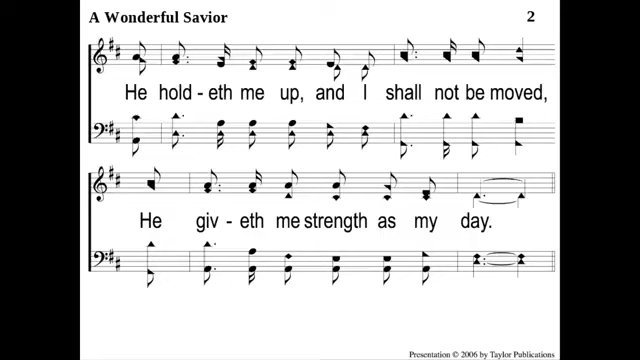 A Wonderful Savior
2
He hold - eth me up, and I shall not be moved,
He giv - eth me strength as my day.
Presentation © 2006 by Taylor Publications